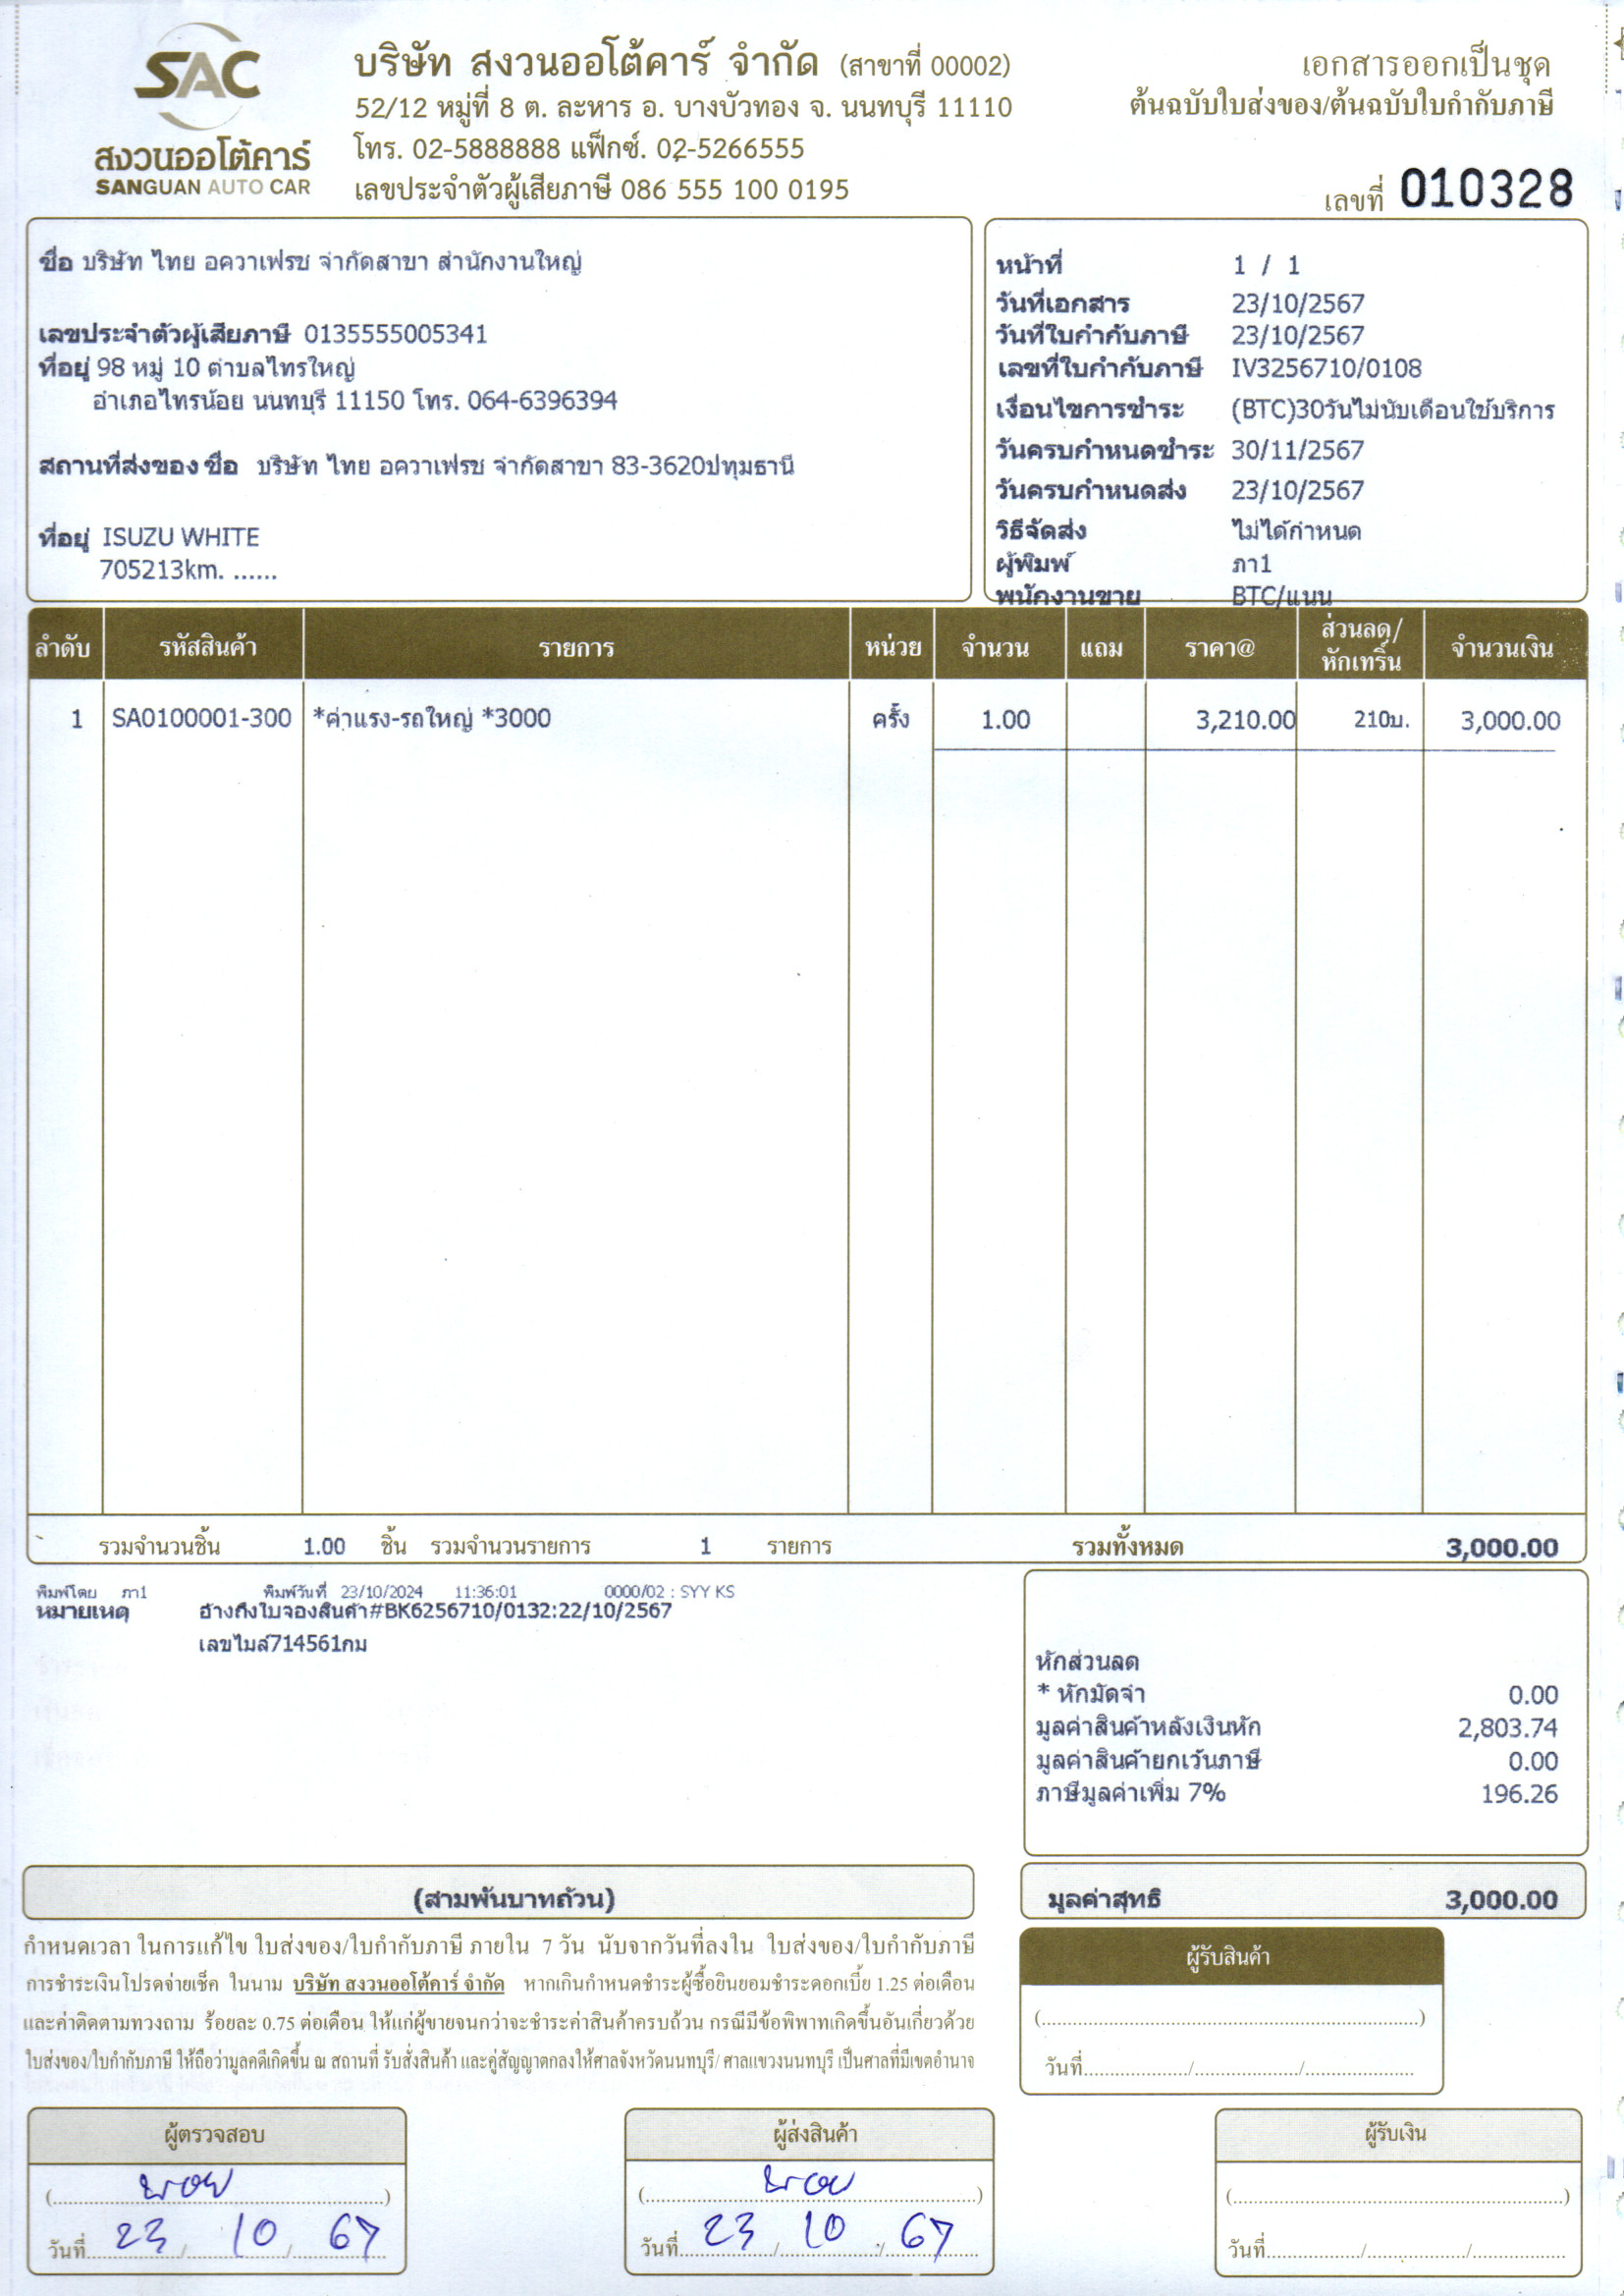 SAC
สงวนออโต้คาร์
SANGUAN AUTO CAR
บริษัท สงวนออโต้คาร์ จำกัด (สาขาที่ 00002)
52/12 หมู่ที่ 8 ต. ละหาร อ. บางบัวทอง จ. นนทบุรี 11110
โทร. 02-5888888 แฟ็กซ์. 02-5266555
เลขประจำตัวผู้เสียภาษี 086 555 100 0195
เอกสารออกเป็นชุด
ต้นฉบับใบส่งของ/ต้นฉบับใบกำกับภาษี
เลขที่ 010328
ชื่อ บริษัท ไทย อควาเฟรช จำกัดสาขา สำนักงานใหญ่
เลขประจำตัวผู้เสียภาษี 0135555005341
ที่อยู่ 98 หมู่ 10 ตำบลไทรใหญ่
อำเภอไทรน้อย นนทบุรี 11150 โทร. 064-6396394
สถานที่ส่งของ ชื่อ บริษัท ไทย อควาเฟรช จำกัดสาขา 83-3620ปทุมธานี
ที่อยู่ ISUZU WHITE
705213km. ......
หน้าที่ 1 / 1
วันที่เอกสาร 23/10/2567
วันที่ใบกำกับภาษี 23/10/2567
เลขที่ใบกำกับภาษี IV3256710/0108
เงื่อนไขการชำระ (BTC)30วันไม่นับเดือนใช้บริการ
วันครบกำหนดชำระ 30/11/2567
วันครบกำหนดส่ง 23/10/2567
วิธีจัดส่ง ไม่ได้กำหนด
ผู้พิมพ์ ภา1
พนักงานขาย BTC/แนน
ลำดับ รหัสสินค้า รายการ หน่วย จำนวน แถม ราคา@ ส่วนลด/หักเทริ์น จำนวนเงิน
1 SA0100001-300 *ค่าแรง-รถใหญ่ *3000 ครั้ง 1.00 3,210.00 210บ. 3,000.00
รวมจำนวนชิ้น 1.00 ชิ้น รวมจำนวนรายการ 1 รายการ รวมทั้งหมด 3,000.00
พิมพ์โดย ภา1 พิมพ์วันที่ 23/10/2024 11:36:01 0000/02 : SYY KS
หมายเหตุ อ้างถึงใบจองสินค้า#BK6256710/0132:22/10/2567
เลขไมล์714561กม
หักส่วนลด
* หักมัดจำ 0.00
มูลค่าสินค้าหลังเงินหัก 2,803.74
มูลค่าสินค้ายกเว้นภาษี 0.00
ภาษีมูลค่าเพิ่ม 7% 196.26
(สามพันบาทถ้วน)
มูลค่าสุทธิ 3,000.00
กำหนดเวลา ในการแก้ไข ใบส่งของ/ใบกำกับภาษี ภายใน 7 วัน นับจากวันที่ลงใน ใบส่งของ/ใบกำกับภาษี
การชำระเงินโปรดจ่ายเช็ค ในนาม บริษัท สงวนออโต้คาร์ จำกัด หากเกินกำหนดชำระผู้ซื้อยินยอมชำระดอกเบี้ย 1.25 ต่อเดือน
และค่าติดตามทวงถาม ร้อยละ 0.75 ต่อเดือน ให้แก่ผู้ขายจนกว่าจะชำระค่าสินค้าครบถ้วน กรณีมีข้อพิพาทเกิดขึ้นอันเกี่ยวด้วย
ใบส่งของ/ใบกำกับภาษี ให้ถือว่ามูลคดีเกิดขึ้น ณ สถานที่ รับสั่งสินค้า และคู่สัญญาตกลงให้ศาลจังหวัดนนทบุรี/ ศาลแขวงนนทบุรี เป็นศาลที่มีเขตอำนาจ
ผู้รับสินค้า
(....................)
วันที่........../........../..........
ผู้ตรวจสอบ
วันที่ 23 / 10 / 67
ผู้ส่งสินค้า
วันที่ 23 / 10 / 67
ผู้รับเงิน
(....................)
วันที่........../........../..........